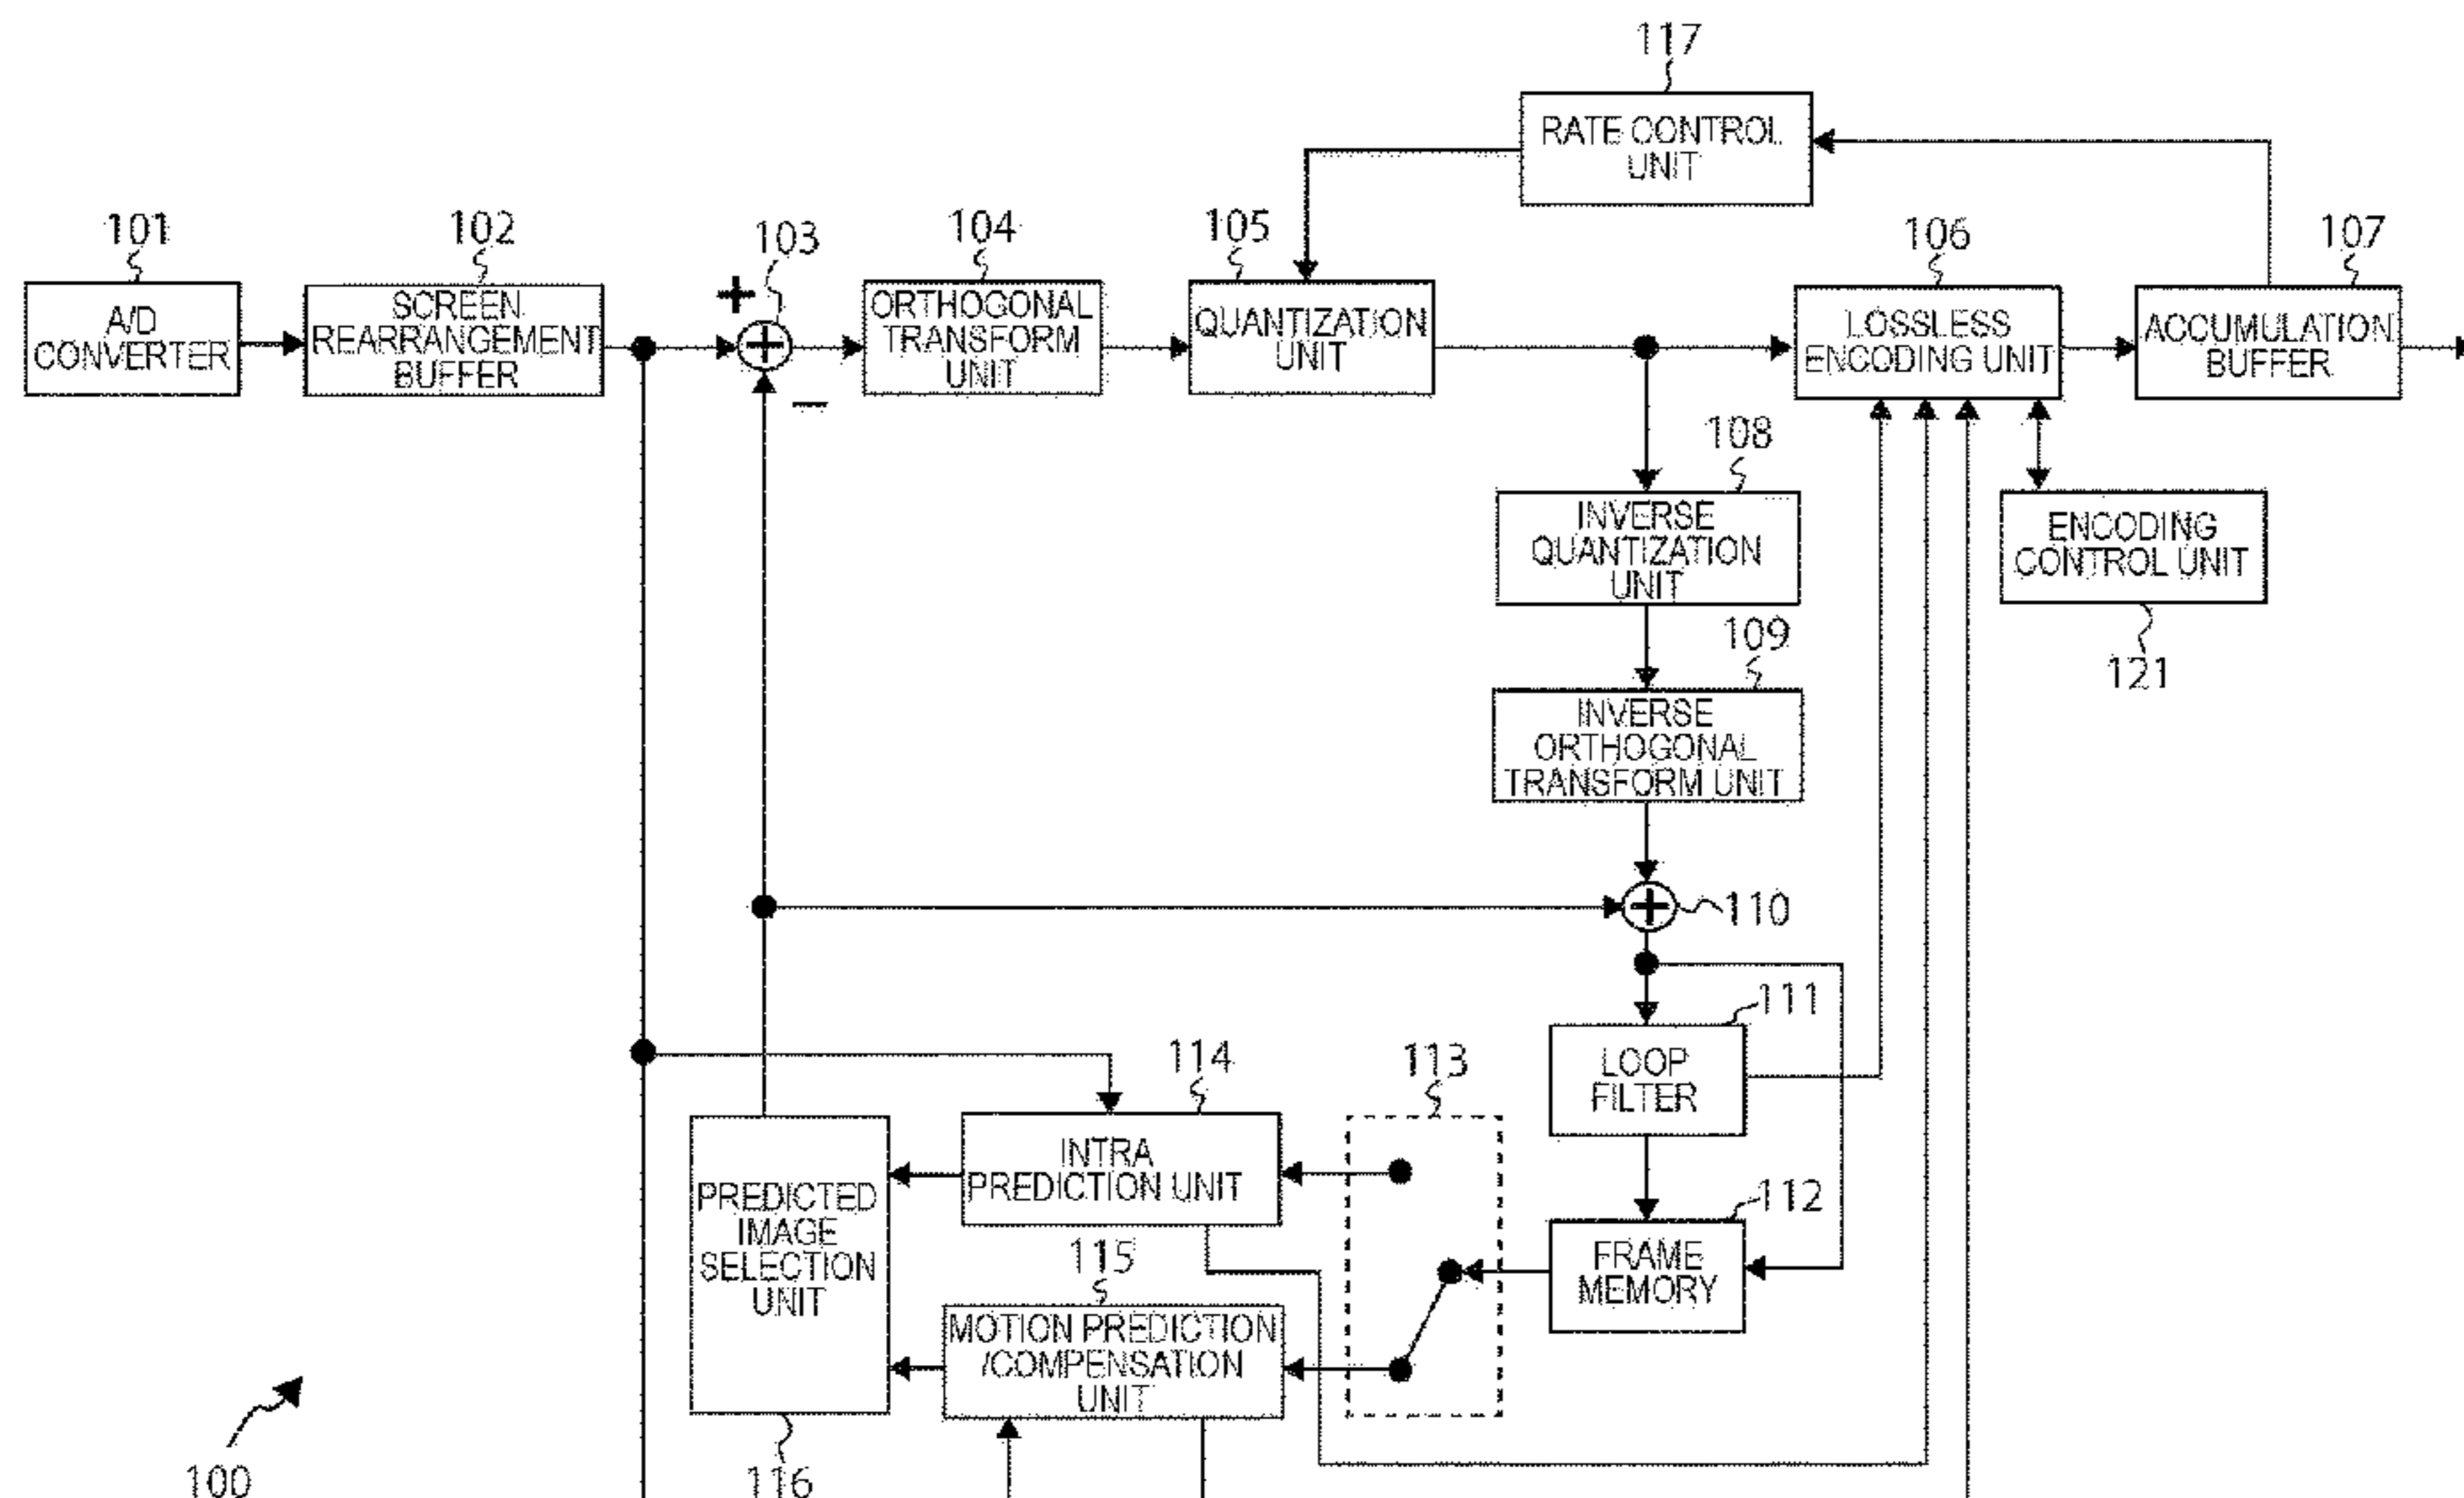 117
RATE CONTROL
UNIT
101
A/D
CONVERTER
102
SCREEN
REARRANGEMENT
BUFFER
103
+
+
−
104
ORTHOGONAL
TRANSFORM
UNIT
105
QUANTIZATION
UNIT
106
LOSSLESS
ENCODING UNIT
107
ACCUMULATION
BUFFER
108
INVERSE
QUANTIZATION
UNIT
ENCODING
CONTROL UNIT
121
109
INVERSE
ORTHOGONAL
TRANSFORM UNIT
+
110
111
LOOP
FILTER
112
FRAME
MEMORY
113
114
INTRA
PREDICTION UNIT
115
MOTION PREDICTION
/COMPENSATION
UNIT
PREDICTED
IMAGE
SELECTION
UNIT
116
100